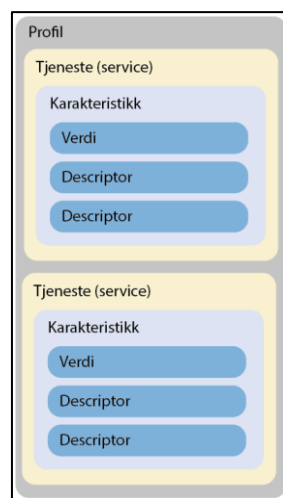 Profil
Tjeneste (service)
Karakteristikk
Verdi
Descriptor
Descriptor
Tjeneste (service)
Karakteristikk
Verdi
Descriptor
Descriptor